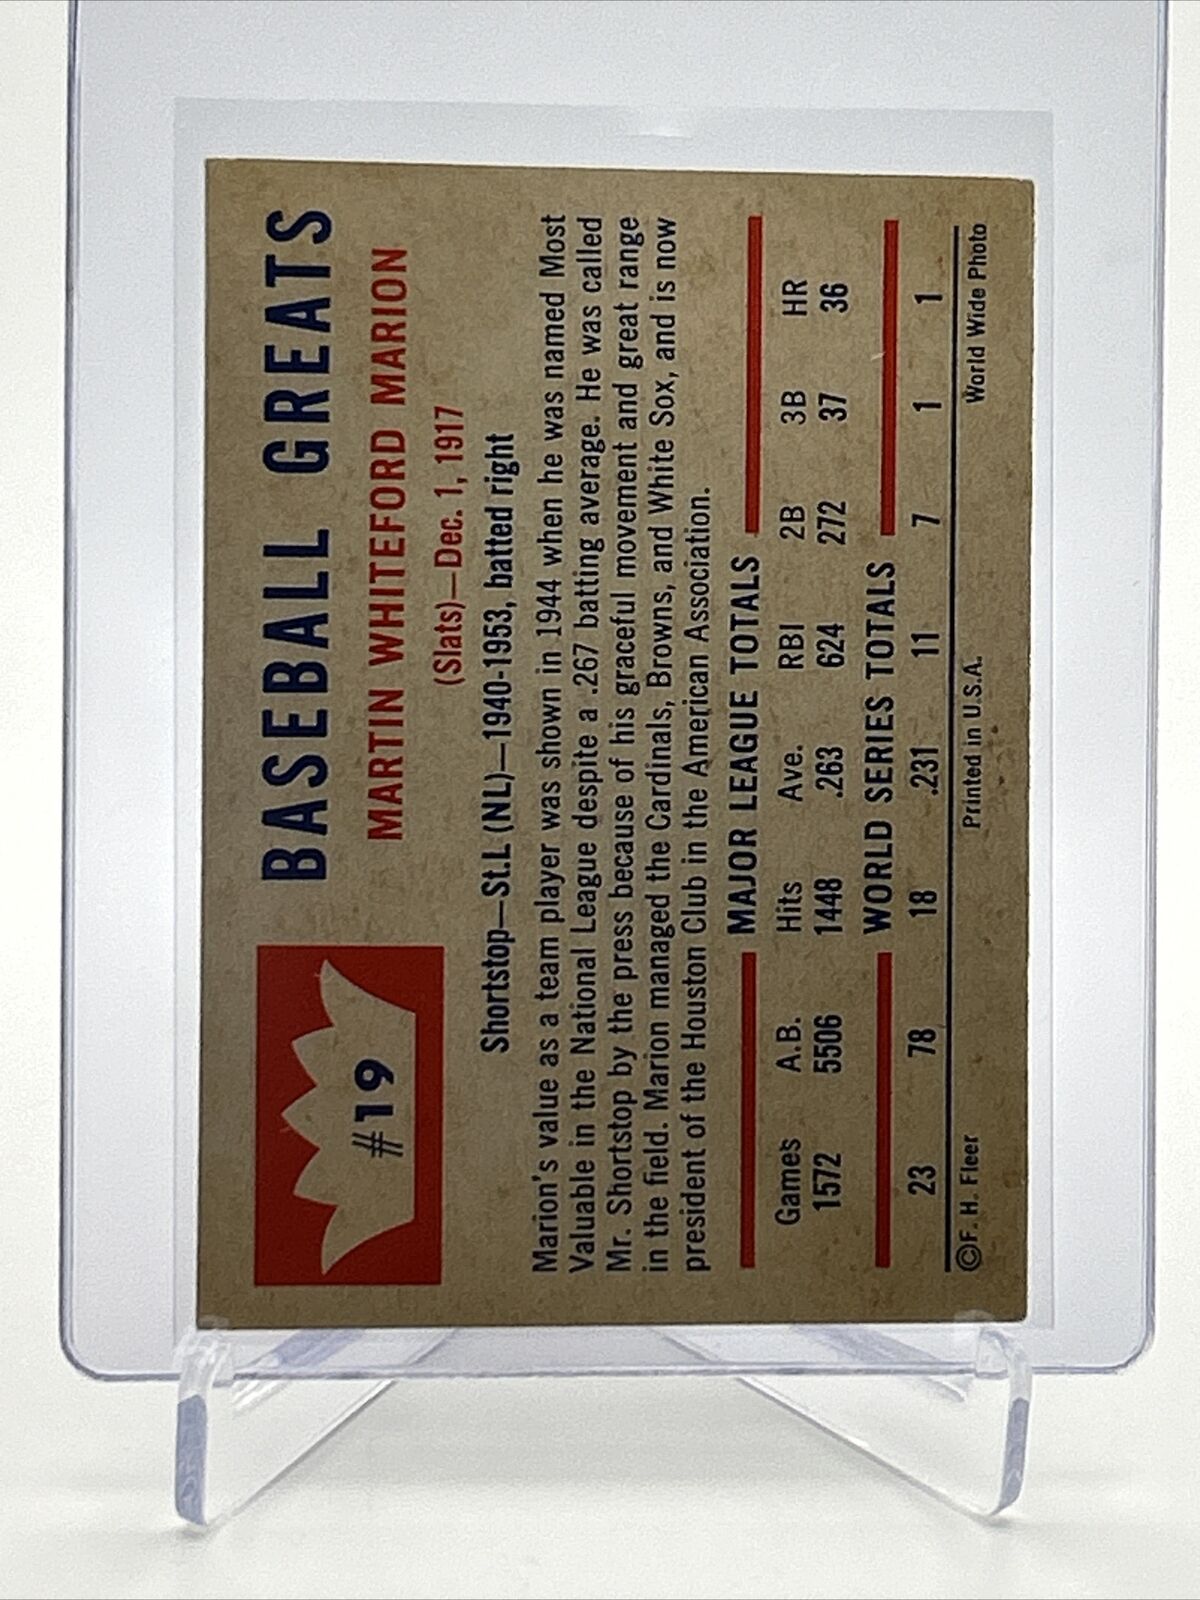 #19
BASEBALL GREATS
MARTIN WHITEFORD MARION
(Slats)—Dec. 1, 1917
Shortstop—St.L (NL)—1940-1953, batted right
Marion's value as a team player was shown in 1944 when he was named Most
Valuable in the National League despite a .267 batting average. He was called
Mr. Shortstop by the press because of his graceful movement and great range
in the field. Marion managed the Cardinals, Browns, and White Sox, and is now
president of the Houston Club in the American Association.
MAJOR LEAGUE TOTALS
Games A.B. Hits Ave. RBI 2B 3B HR
1572 5506 1448 .263 624 272 37 36
WORLD SERIES TOTALS
23 78 18 .231 11 7 1 1
©F. H. Fleer Printed in U.S.A. World Wide Photo